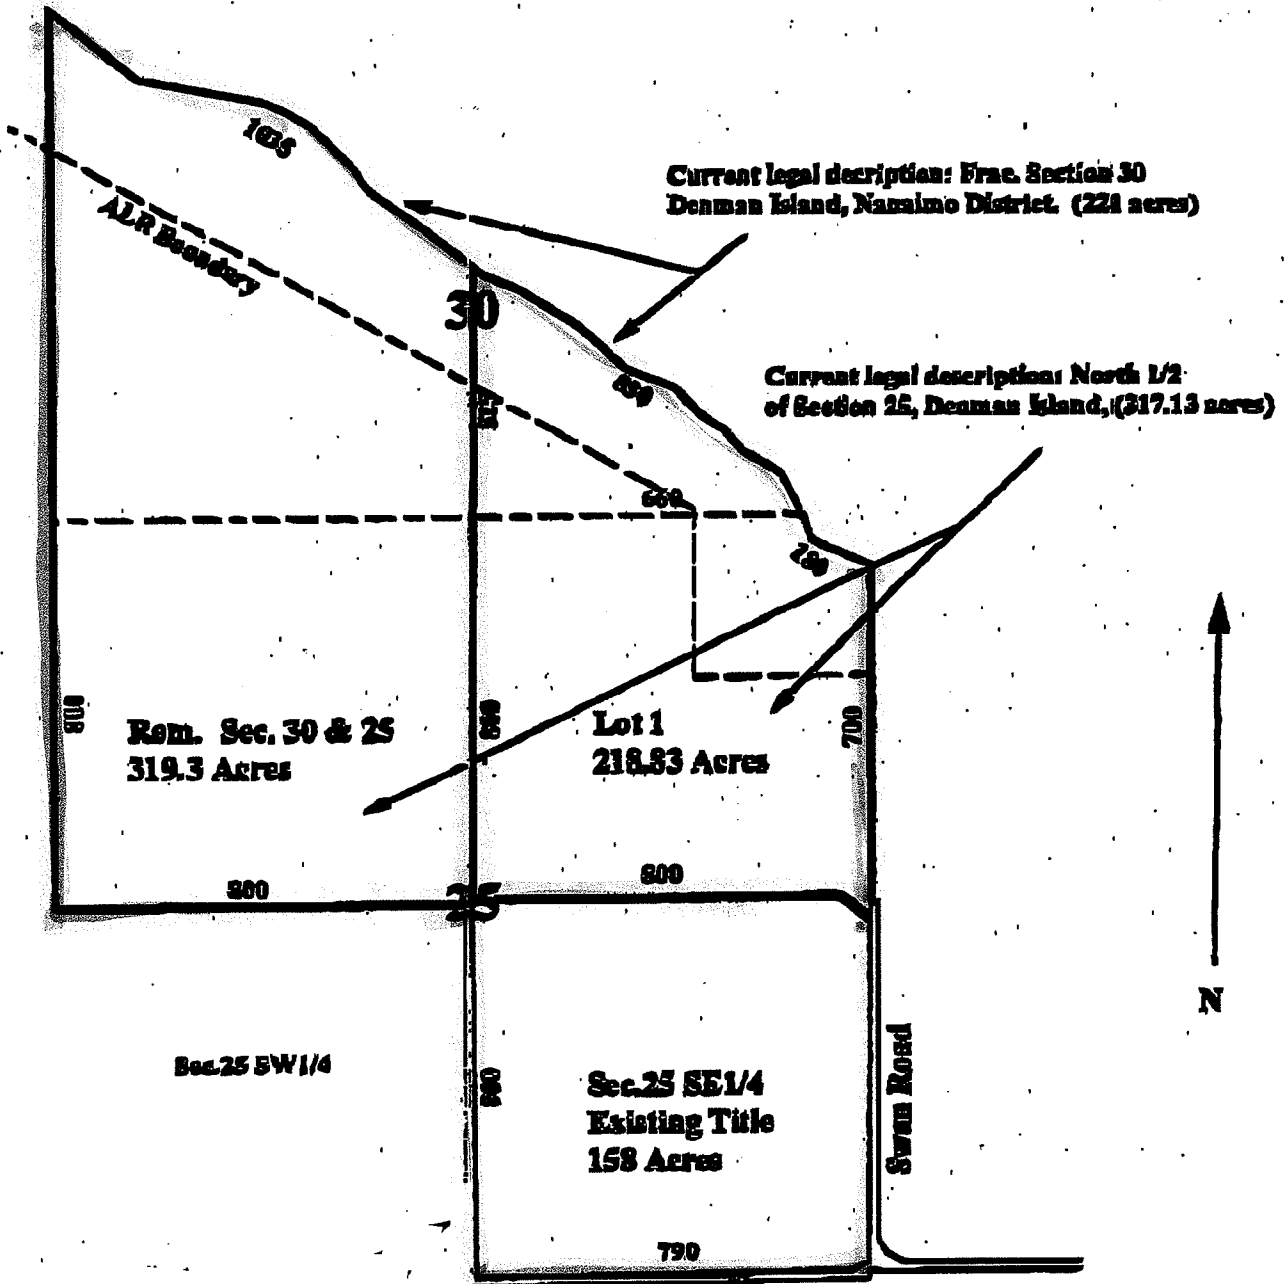 1035
Current legal decription: Frac. Section 30
Denman Island, Nanaimo District. (221 acres)
ALR Boundary
30
890
Current legal description: North 1/2
of Section 25, Denman Island, (317.13 acres)
660
Rem. Sec. 30 & 25
319.3 Acres
Lot 1
218.83 Acres
700
800
800
25
N
Sec.25 SW1/4
Sec.25 SE1/4
Existing Title
158 Acres
Swan Road
790